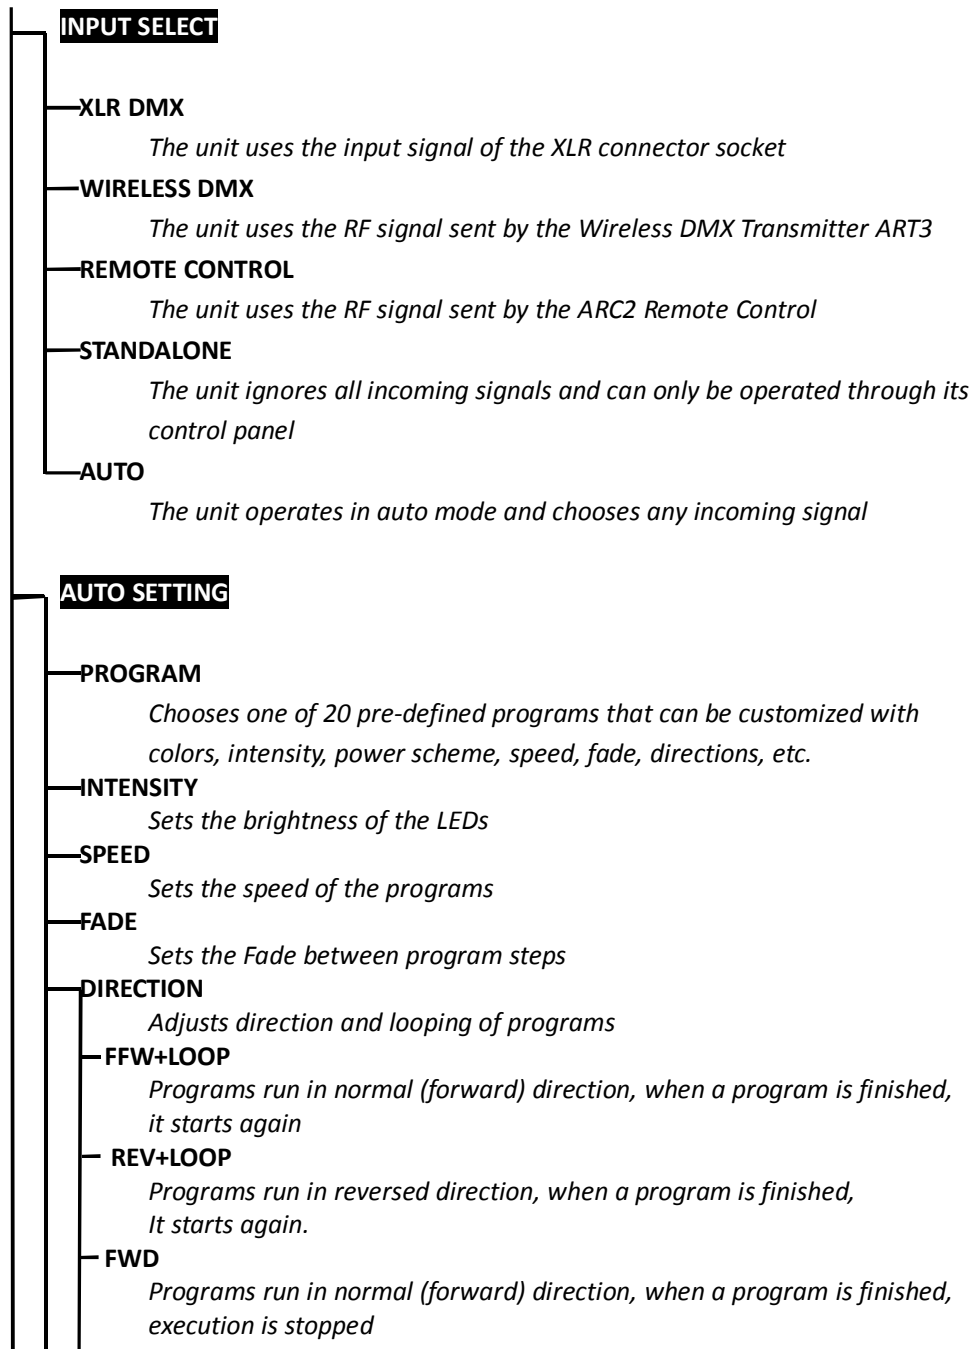 INPUT SELECT
XLR DMX
The unit uses the input signal of the XLR connector socket
WIRELESS DMX
The unit uses the RF signal sent by the Wireless DMX Transmitter ART3
REMOTE CONTROL
The unit uses the RF signal sent by the ARC2 Remote Control
STANDALONE
The unit ignores all incoming signals and can only be operated through its
control panel
AUTO
The unit operates in auto mode and chooses any incoming signal
AUTO SETTING
PROGRAM
Chooses one of 20 pre-defined programs that can be customized with
colors, intensity, power scheme, speed, fade, directions, etc.
INTENSITY
Sets the brightness of the LEDs
SPEED
Sets the speed of the programs
FADE
Sets the Fade between program steps
DIRECTION
Adjusts direction and looping of programs
FFW+LOOP
Programs run in normal (forward) direction, when a program is finished,
it starts again
REV+LOOP
Programs run in reversed direction, when a program is finished,
It starts again.
FWD
Programs run in normal (forward) direction, when a program is finished,
execution is stopped